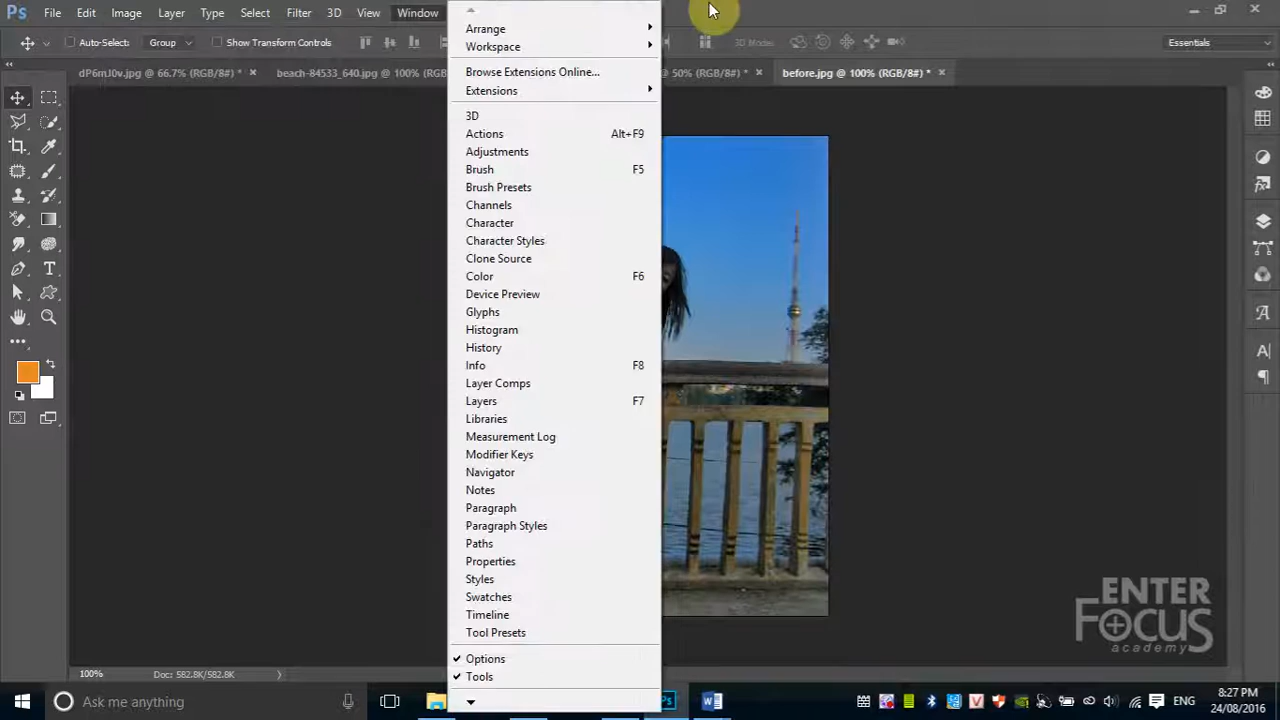 Ps File Edit Image Layer Type Select Filter 3D View Window
Auto-Select: Group Show Transform Controls 3D Modes Essentials
dP6mJ0v.jpg @ 66.7% (RGB/8#) * beach-84533_640.jpg @ 100% (RGB/8 @ 50% (RGB/8#) * before.jpg @ 100% (RGB/8#) *
Arrange
Workspace
Browse Extensions Online...
Extensions
3D
Actions Alt+F9
Adjustments
Brush F5
Brush Presets
Channels
Character
Character Styles
Clone Source
Color F6
Device Preview
Glyphs
Histogram
History
Info F8
Layer Comps
Layers F7
Libraries
Measurement Log
Modifier Keys
Navigator
Notes
Paragraph
Paragraph Styles
Paths
Properties
Styles
Swatches
Timeline
Tool Presets
Options
Tools
ENTER
FOCUS
academy
100% Doc: 582.8K/582.8K
Ask me anything
ENG
8:27 PM
24/08/2016